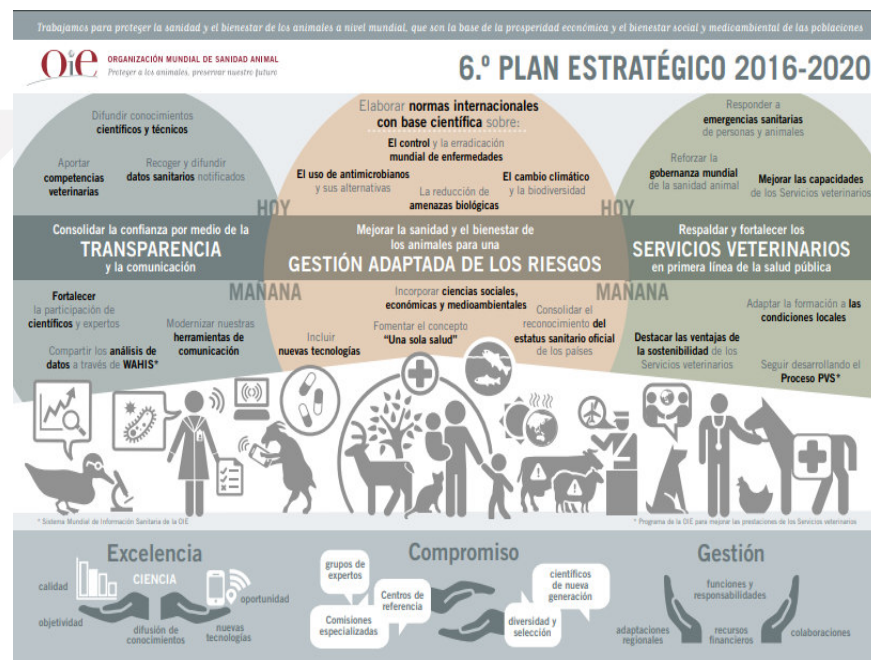 Trabajamos para proteger la sanidad y el bienestar de los animales a nivel mundial, que son la base de la prosperidad económica y el bienestar social y medioambiental de las poblaciones
Oie
ORGANIZACIÓN MUNDIAL DE SANIDAD ANIMAL
Proteger a los animales, preservar nuestro futuro
6.º PLAN ESTRATÉGICO 2016-2020
Difundir conocimientos
científicos y técnicos
Aportar
competencias
veterinarias
Recoger y difundir
datos sanitarios notificados
HOY
Consolidar la confianza por medio de la
TRANSPARENCIA
y la comunicación
MAÑANA
Fortalecer
la participación de
científicos y expertos
Modernizar nuestras
herramientas de
comunicación
Compartir los análisis de
datos a través de WAHIS*
Elaborar normas internacionales
con base científica sobre:
El control y la erradicación
mundial de enfermedades
El uso de antimicrobianos
y sus alternativas
El cambio climático
y la biodiversidad
La reducción de
amenazas biológicas
HOY
Mejorar la sanidad y el bienestar de
los animales para una
GESTIÓN ADAPTADA DE LOS RIESGOS
MAÑANA
Incorporar ciencias sociales,
económicas y medioambientales
Incluir
nuevas tecnologías
Fomentar el concepto
“Una sola salud”
Consolidar el
reconocimiento del
estatus sanitario oficial
de los países
Responder a
emergencias sanitarias
de personas y animales
Reforzar la
gobernanza mundial
de la sanidad animal
Mejorar las capacidades
de los Servicios veterinarios
Respaldar y fortalecer los
SERVICIOS VETERINARIOS
en primera línea de la salud pública
Adaptar la formación a las
condiciones locales
Destacar las ventajas de
la sostenibilidad de los
Servicios veterinarios
Seguir desarrollando el
Proceso PVS*
* Sistema Mundial de Información Sanitaria de la OIE
* Programa de la OIE para mejorar las prestaciones de los Servicios veterinarios
Excelencia
calidad
CIENCIA
oportunidad
objetividad
difusión de
conocimientos
nuevas
tecnologías
Compromiso
grupos de
expertos
Centros de
referencia
Comisiones
especializadas
científicos
de nueva
generación
diversidad y
selección
Gestión
funciones y
responsabilidades
adaptaciones
regionales
recursos
financieros
colaboraciones